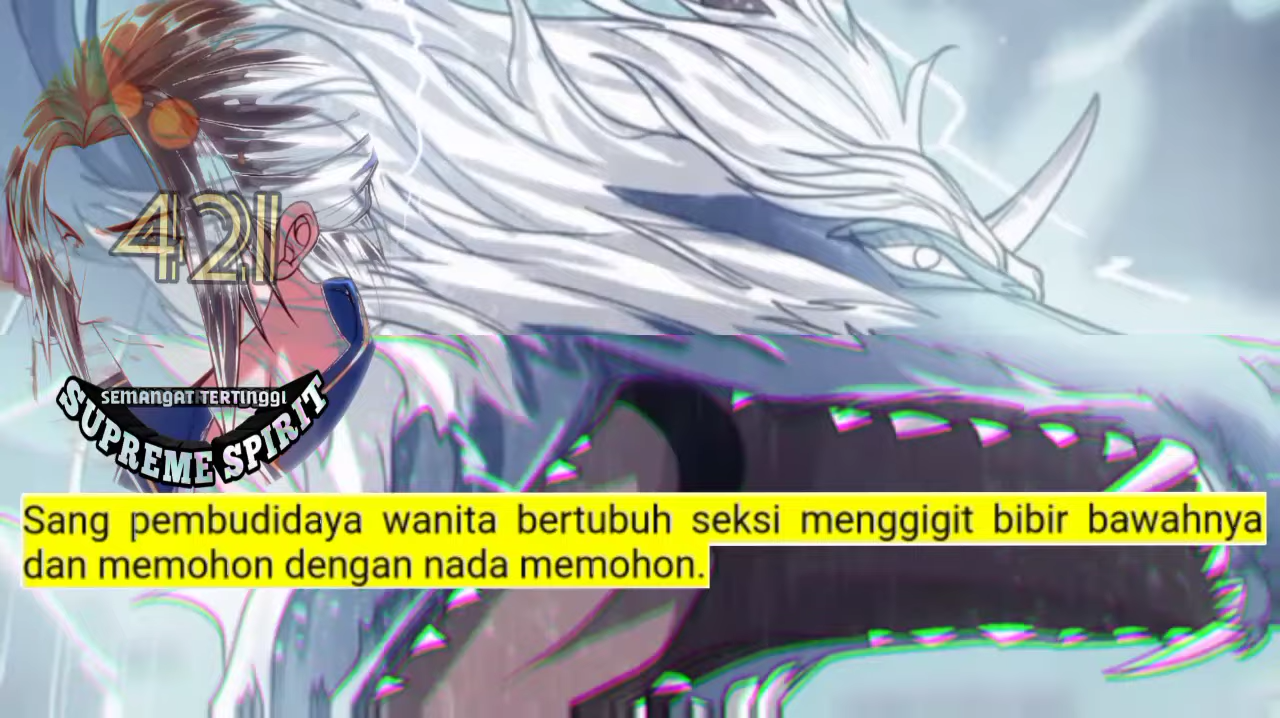 421
SEMANGAT TERTINGGI
SUPREME SPIRIT
Sang pembudidaya wanita bertubuh seksi menggigit bibir bawahnya
dan memohon dengan nada memohon.